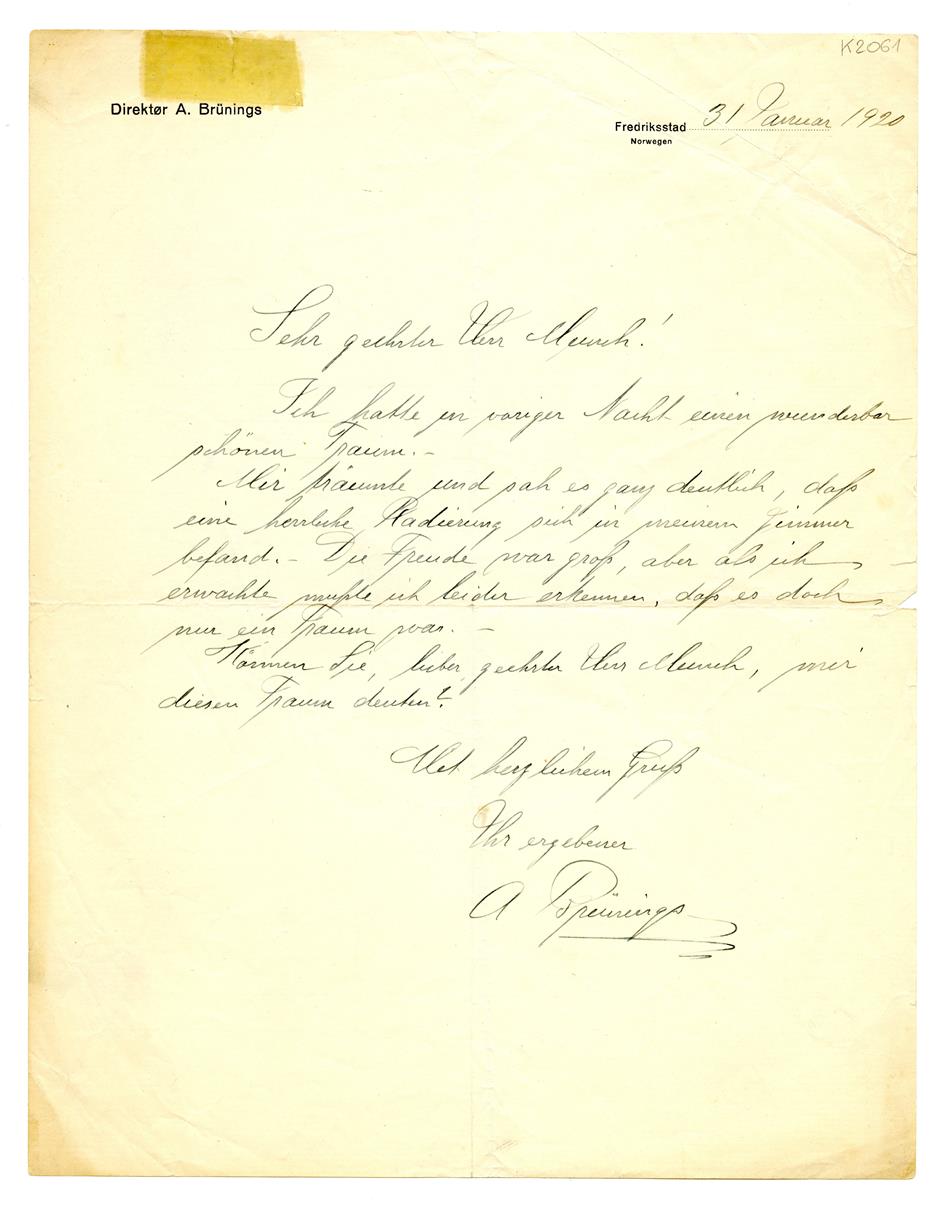 K2061
Direktør A. Brünings
Fredriksstad 31 Januar 1920
Norwegen
Sehr geehrter Herr Munch!
Ich hatte in voriger Nacht einen wunderbar
schönen Traum.-
Mir träumte und sah es ganz deutlich, daß
eine herrliche Radierung sich in meinem Zimmer
befand.- Die Freude war groß, aber als ich
erwachte mußte ich leider erkennen, daß es doch
nur ein Traum war. -
Können Sie, lieber, geehrter Herr Munch, mir
diesen Traum deuten?
Mit herzlichem Gruß
Ihr ergebener
A Brünings